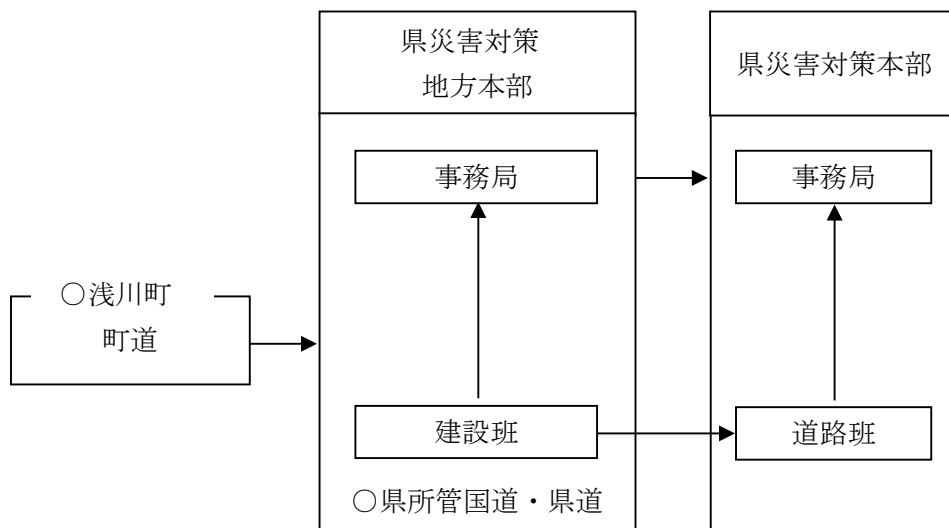 県災害対策
地方本部
県災害対策本部
事務局
事務局
○浅川町
町道
建設班
道路班
○県所管国道・県道